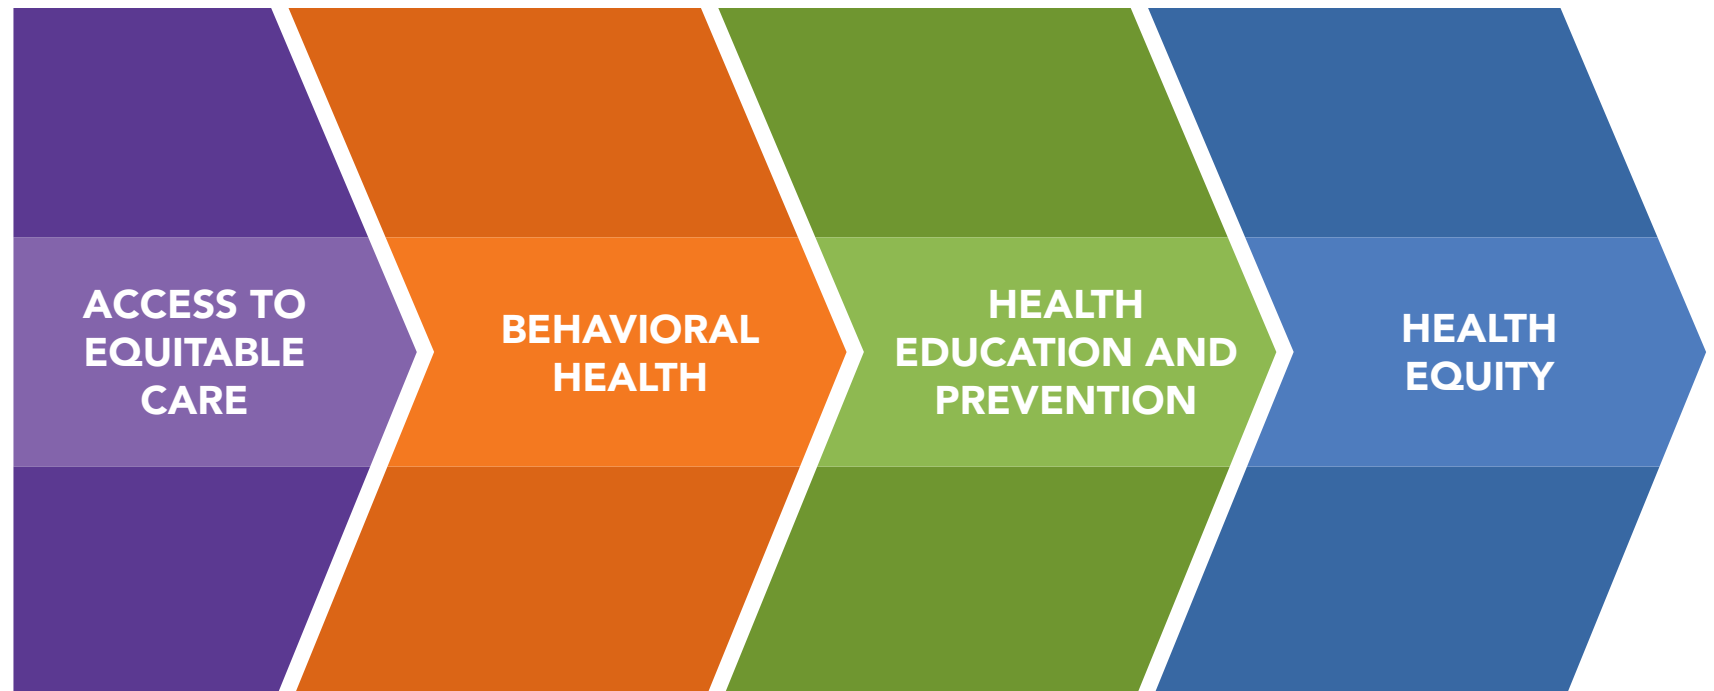 ACCESS TO
EQUITABLE
CARE
BEHAVIORAL
HEALTH
HEALTH
EDUCATION AND
PREVENTION
HEALTH
EQUITY